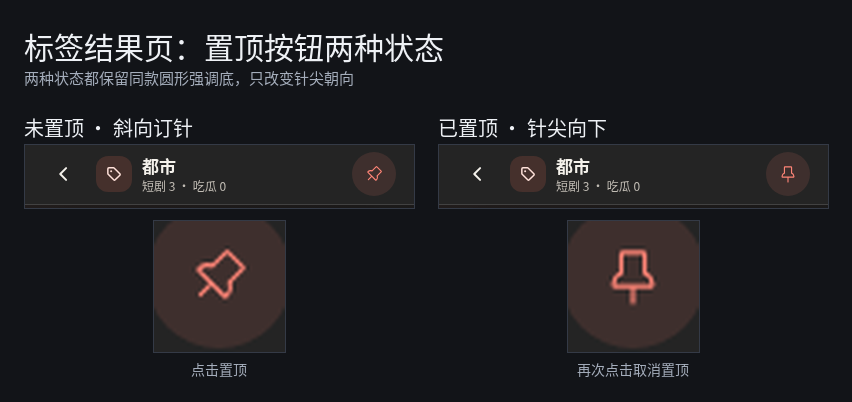 标签结果页：置顶按钮两种状态
两种状态都保留同款圆形强调底，只改变针尖朝向
未置顶 · 斜向订针
都市
短剧 3 · 吃瓜 0
点击置顶
已置顶 · 针尖向下
都市
短剧 3 · 吃瓜 0
再次点击取消置顶